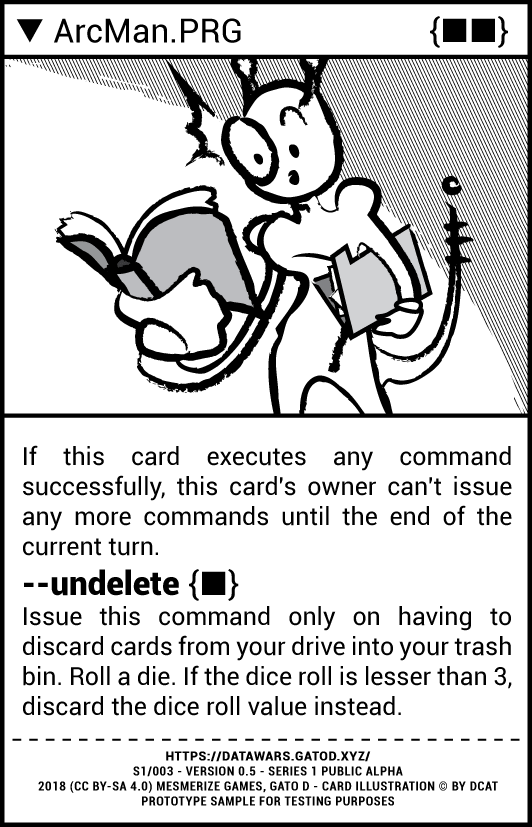 ▼ ArcMan.PRG {■■}
If this card executes any command
successfully, this card's owner can't issue
any more commands until the end of the
current turn.
--undelete {■}
Issue this command only on having to
discard cards from your drive into your trash
bin. Roll a die. If the dice roll is lesser than 3,
discard the dice roll value instead.
HTTPS://DATAWARS.GATOD.XYZ/
S1/003 - VERSION 0.5 - SERIES 1 PUBLIC ALPHA
2018 (CC BY-SA 4.0) MESMERIZE GAMES, GATO D - CARD ILLUSTRATION © BY DCAT
PROTOTYPE SAMPLE FOR TESTING PURPOSES